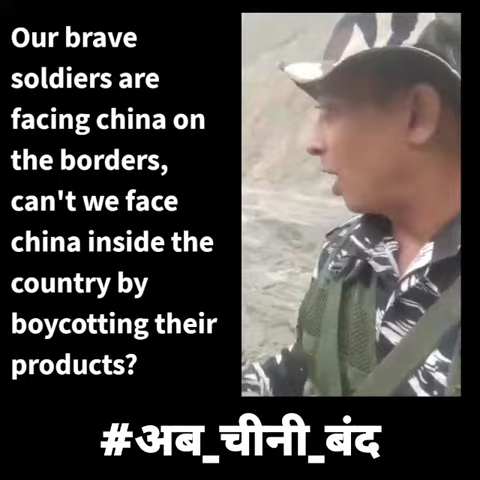 Our brave
soldiers are
facing china on
the borders,
can't we face
china inside the
country by
boycotting their
products?
#अब_चीनी_बंद